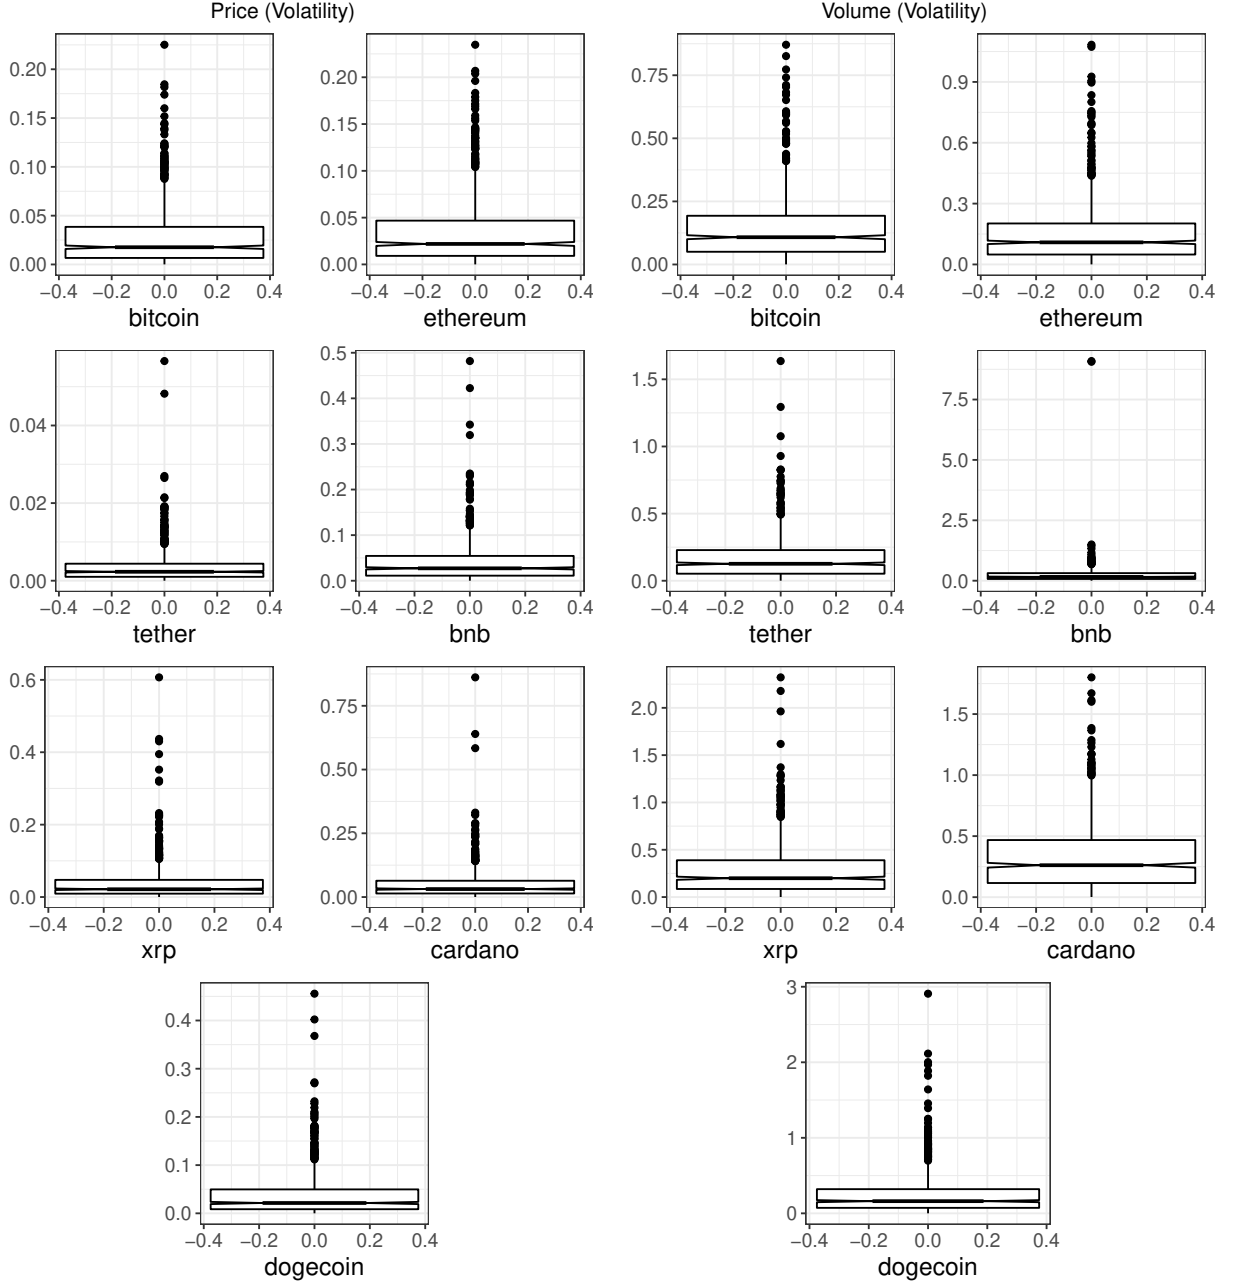 Price (Volatility) Volume (Volatility)
0.20 0.20 0.75 0.9
0.15 0.15 0.50 0.6
0.10 0.10 0.25 0.3
0.05 0.05 0.00 0.0
0.00 0.00
−0.4 −0.2 0.0 0.2 0.4 −0.4 −0.2 0.0 0.2 0.4 −0.4 −0.2 0.0 0.2 0.4 −0.4 −0.2 0.0 0.2 0.4
bitcoin ethereum bitcoin ethereum
0.04 0.5 1.5 7.5
0.02 0.4 1.0 5.0
0.00 0.3 0.5 2.5
0.2 0.0 0.0
0.1
0.0
−0.4 −0.2 0.0 0.2 0.4 −0.4 −0.2 0.0 0.2 0.4 −0.4 −0.2 0.0 0.2 0.4 −0.4 −0.2 0.0 0.2 0.4
tether bnb tether bnb
0.6 0.75 2.0 1.5
0.4 0.50 1.5 1.0
0.2 0.25 1.0 0.5
0.0 0.00 0.5 0.0
0.0
−0.4 −0.2 0.0 0.2 0.4 −0.4 −0.2 0.0 0.2 0.4 −0.4 −0.2 0.0 0.2 0.4 −0.4 −0.2 0.0 0.2 0.4
xrp cardano xrp cardano
0.4 3
0.3 2
0.2 1
0.1 0
0.0
−0.4 −0.2 0.0 0.2 0.4 −0.4 −0.2 0.0 0.2 0.4
dogecoin dogecoin